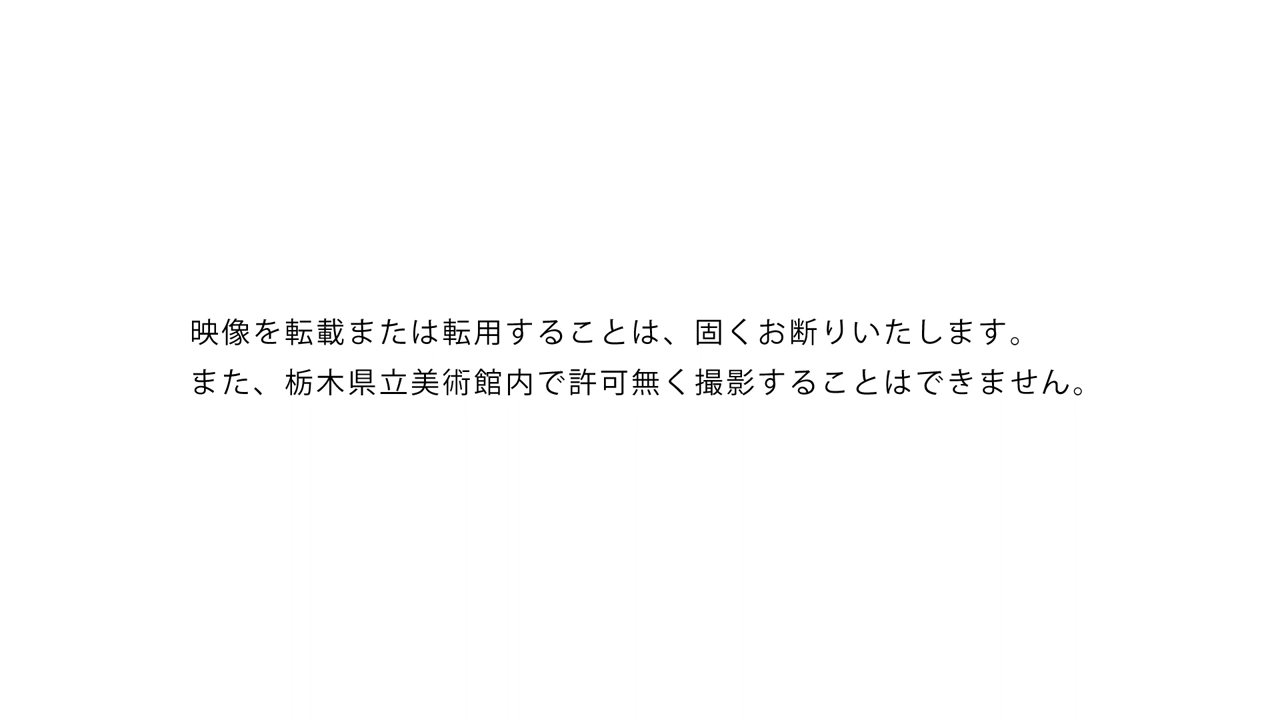 映像を転載または転用することは、固くお断りいたします。
また、栃木県立美術館内で許可無く撮影することはできません。